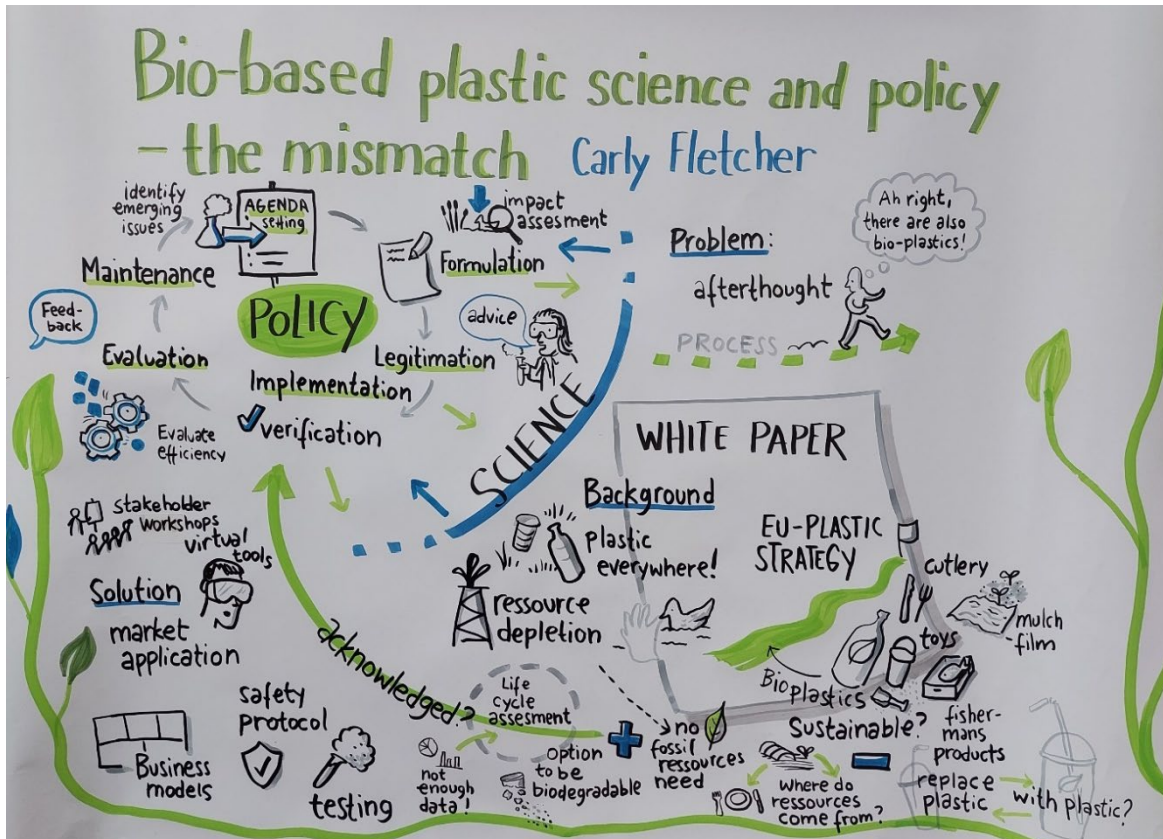 Bio-based plastic science and policy
- the mismatch Carly Fletcher
identify
emerging
issues
AGENDA
setting
impact
assesment
Formulation
Maintenance
POLICY
Feed-
back
Evaluation
Legitimation
advice
Implementation
verification
Evaluate
efficiency
SCIENCE
Problem:
afterthought
Ah right,
there are also
bio-plastics!
PROCESS
WHITE PAPER
EU-PLASTIC
STRATEGY
Background
plastic
everywhere!
ressource
depletion
cutlery
mulch
film
toys
Bioplastics
Sustainable?
fisher-
mans
products
stakeholder
workshops
virtual
tools
Solution
market
application
acknowledged?
Life
cycle
assesment
safety
protocol
Business
models
testing
not
enough
data!
option
to be
biodegradable
+
no
fossil
ressources
need
-
Where do
ressources
come from?
replace
plastic
with plastic?